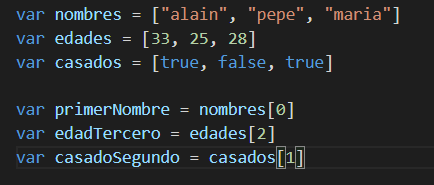 var nombres = ["alain", "pepe", "maria"]
var edades = [33, 25, 28]
var casados = [true, false, true]
var primerNombre = nombres[0]
var edadTercero = edades[2]
var casadoSegundo = casados[1]